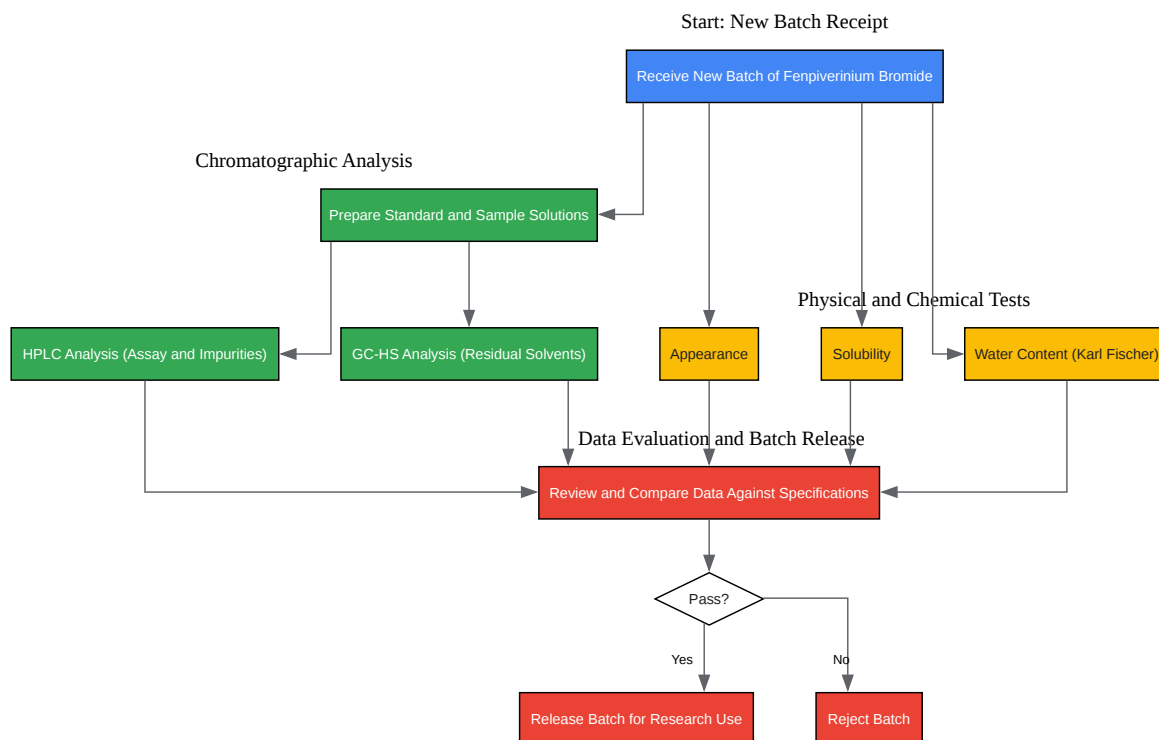 Start: New Batch Receipt
Receive New Batch of Fenpiverinium Bromide
Chromatographic Analysis
Prepare Standard and Sample Solutions
Physical and Chemical Tests
HPLC Analysis (Assay and Impurities)
GC-HS Analysis (Residual Solvents)
Appearance
Solubility
Water Content (Karl Fischer)
Data Evaluation and Batch Release
Review and Compare Data Against Specifications
Pass?
Yes
No
Release Batch for Research Use
Reject Batch